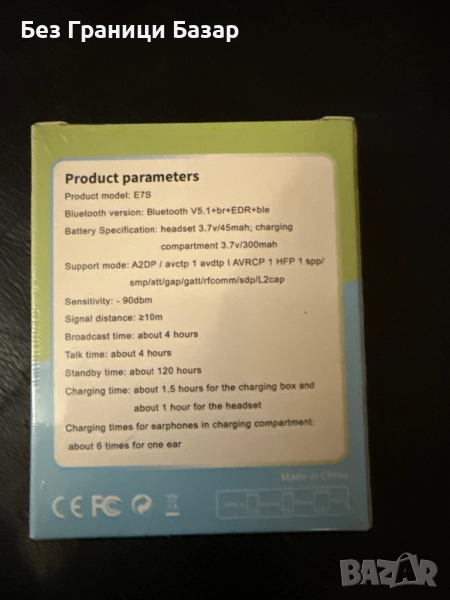 Без Граници Базар
Product parameters
Product model: E7S
Bluetooth version: Bluetooth V5.1+br+EDR+ble
Battery Specification: headset 3.7v/45mah; charging
compartment 3.7v/300mah
Support mode: A2DP / avctp 1 avdtp I AVRCP 1 HFP 1 spp/
smp/att/gap/gatt/rfcomm/sdp/L2cap
Sensitivity: - 90dbm
Signal distance: ≥10m
Broadcast time: about 4 hours
Talk time: about 4 hours
Standby time: about 120 hours
Charging time: about 1.5 hours for the charging box and
about 1 hour for the headset
Charging times for earphones in charging compartment:
about 6 times for one ear
Made in China
CE FC
BAZAR